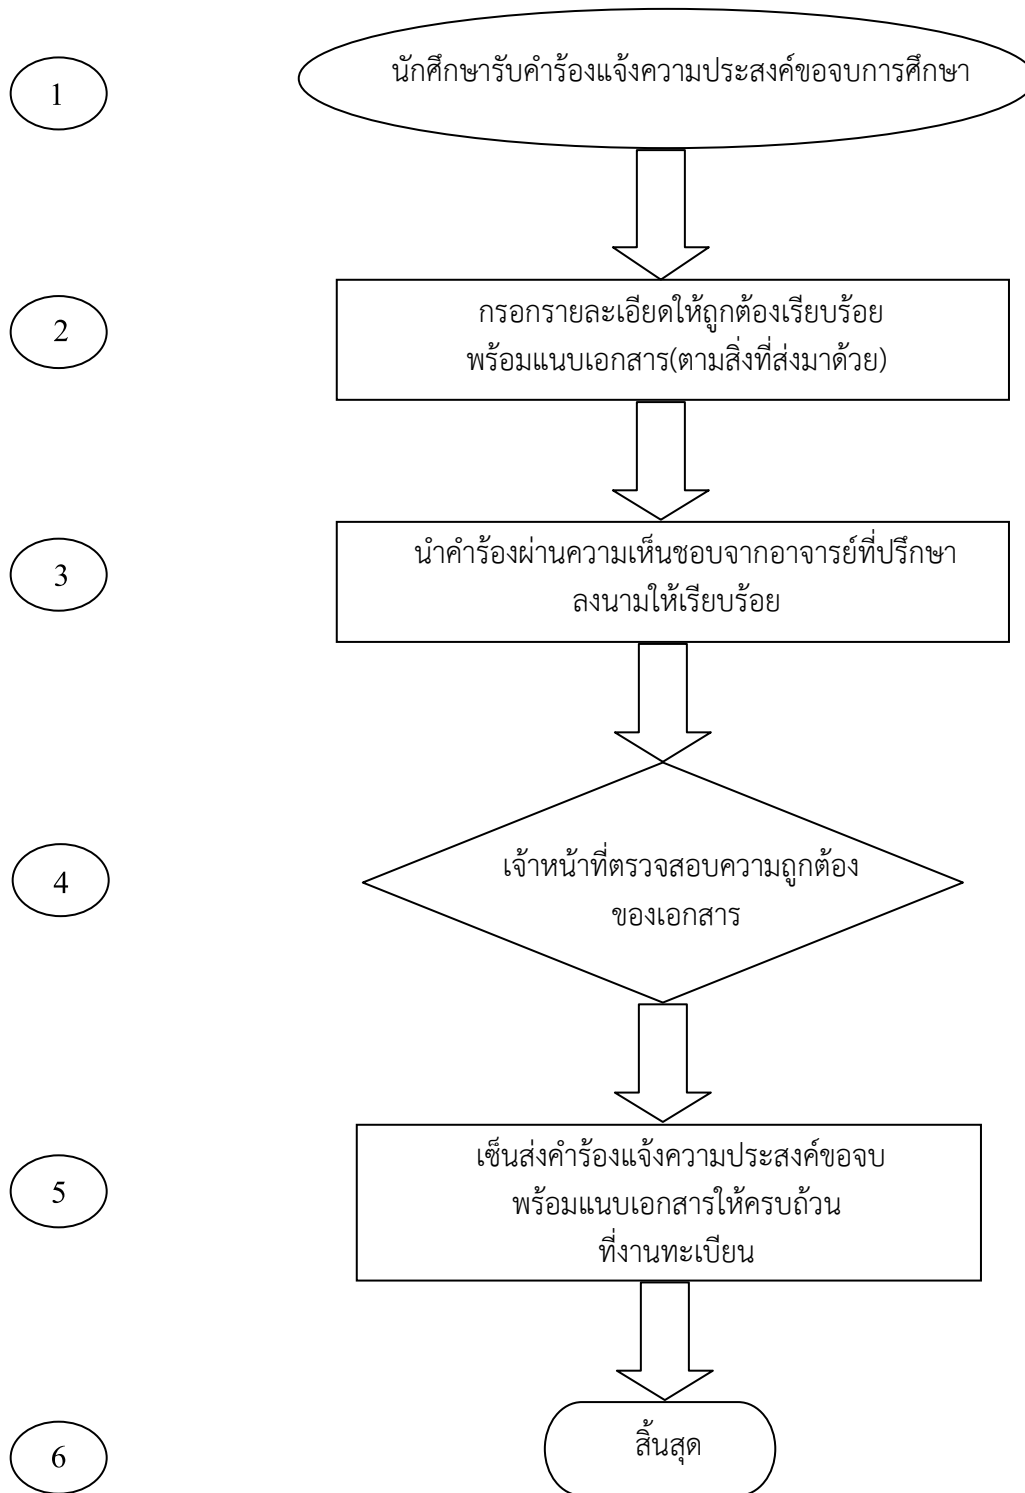 1
นักศึกษารับคำร้องแจ้งความประสงค์ขอจบการศึกษา
2
กรอกรายละเอียดให้ถูกต้องเรียบร้อย
พร้อมแนบเอกสาร(ตามสิ่งที่ส่งมาด้วย)
3
นำคำร้องผ่านความเห็นชอบจากอาจารย์ที่ปรึกษา
ลงนามให้เรียบร้อย
4
เจ้าหน้าที่ตรวจสอบความถูกต้อง
ของเอกสาร
5
เซ็นส่งคำร้องแจ้งความประสงค์ขอจบ
พร้อมแนบเอกสารให้ครบถ้วน
ที่งานทะเบียน
6
สิ้นสุด